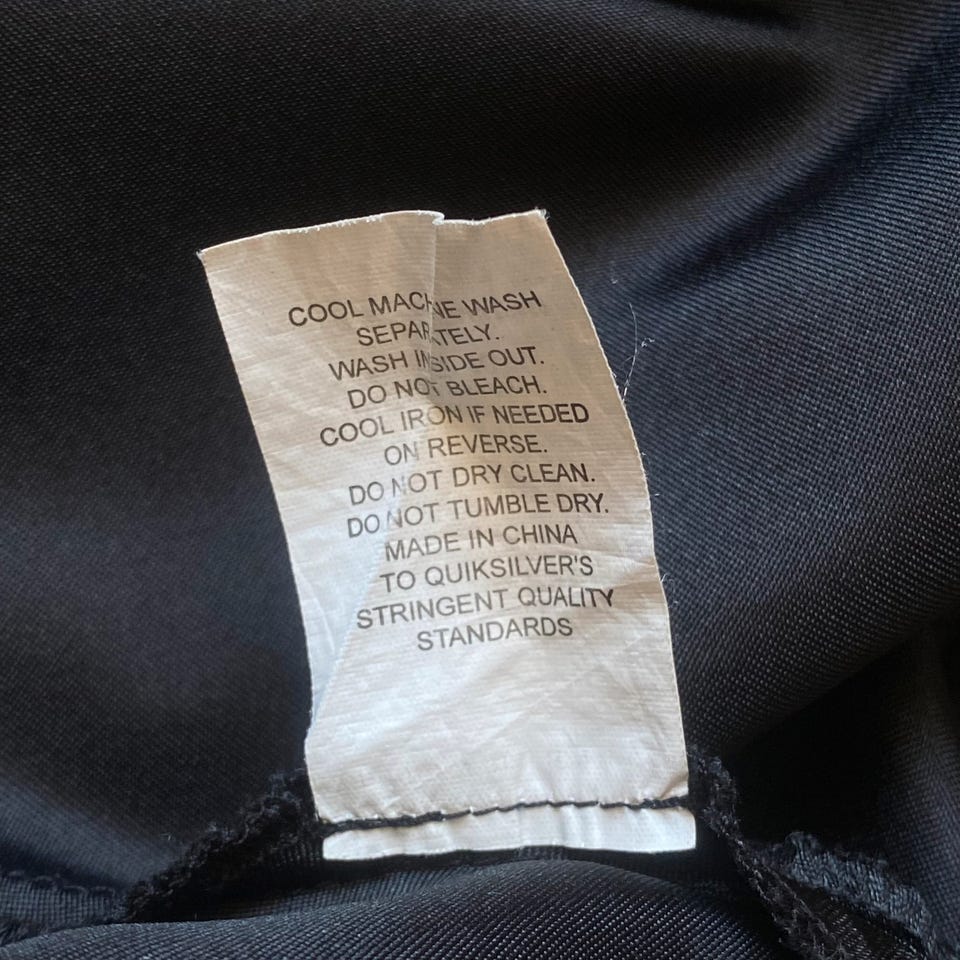 COOL MACHINE WASH
SEPARATELY.
WASH INSIDE OUT.
DO NOT BLEACH.
COOL IRON IF NEEDED
ON REVERSE.
DO NOT DRY CLEAN.
DO NOT TUMBLE DRY.
MADE IN CHINA
TO QUIKSILVER'S
STRINGENT QUALITY
STANDARDS